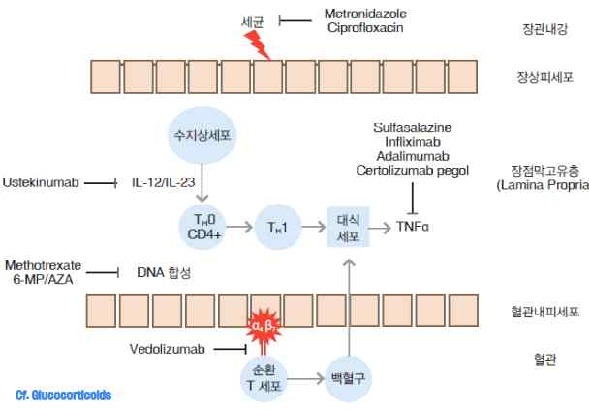 세균
Metronidazole
Ciprofloxacin
장관내강
장상피세포
수지상세포
Sulfasalazine
Infliximab
Adalimumab
Certolizumab pegol
장점막고유층
(Lamina Propria
Ustekinumab
IL-12/IL-23
TH0
CD4+
TH1
대식
세포
TNFα
Methotrexate
6-MP/AZA
DNA 합성
혈관내피세포
α4β7
Vedolizumab
혈관
순환
T 세포
백혈구
Cf. Glucocorticoids